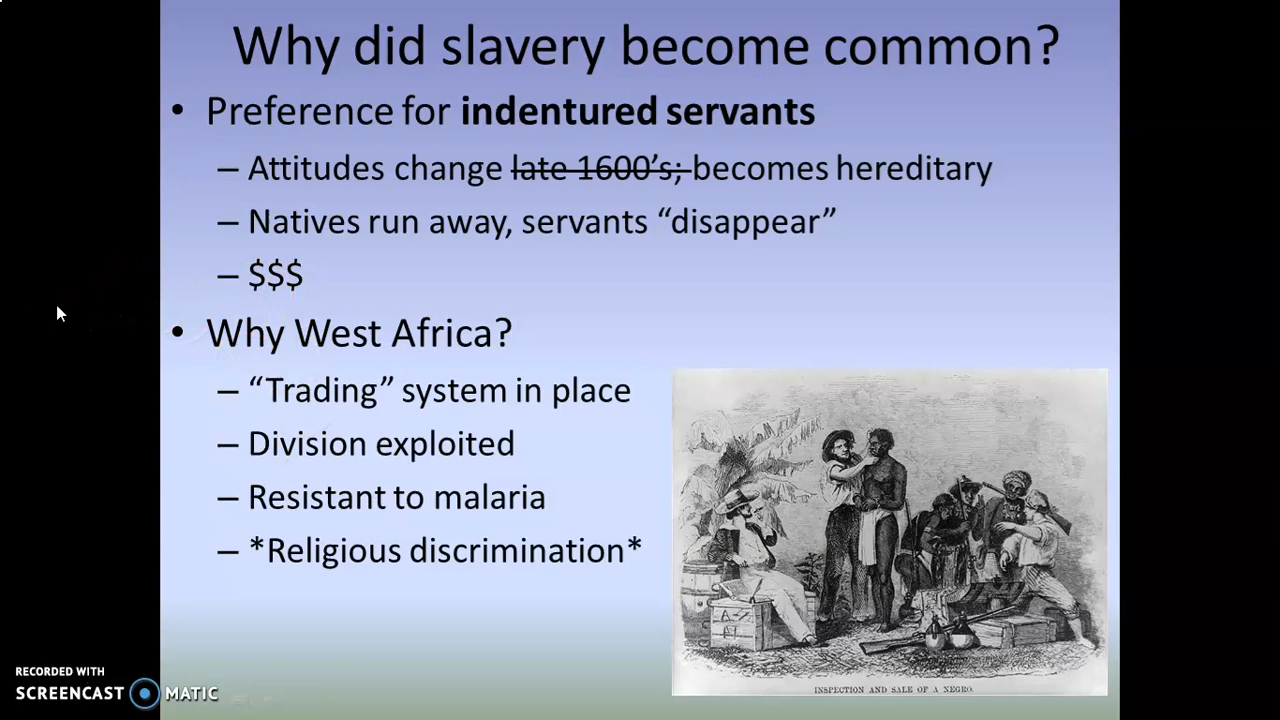 Why did slavery become common?
• Preference for indentured servants
– Attitudes change late 1600's; becomes hereditary
– Natives run away, servants “disappear”
– $$$
• Why West Africa?
– “Trading” system in place
– Division exploited
– Resistant to malaria
– *Religious discrimination*
INSPECTION AND SALE OF A NEGRO.
RECORDED WITH
SCREENCAST MATIC